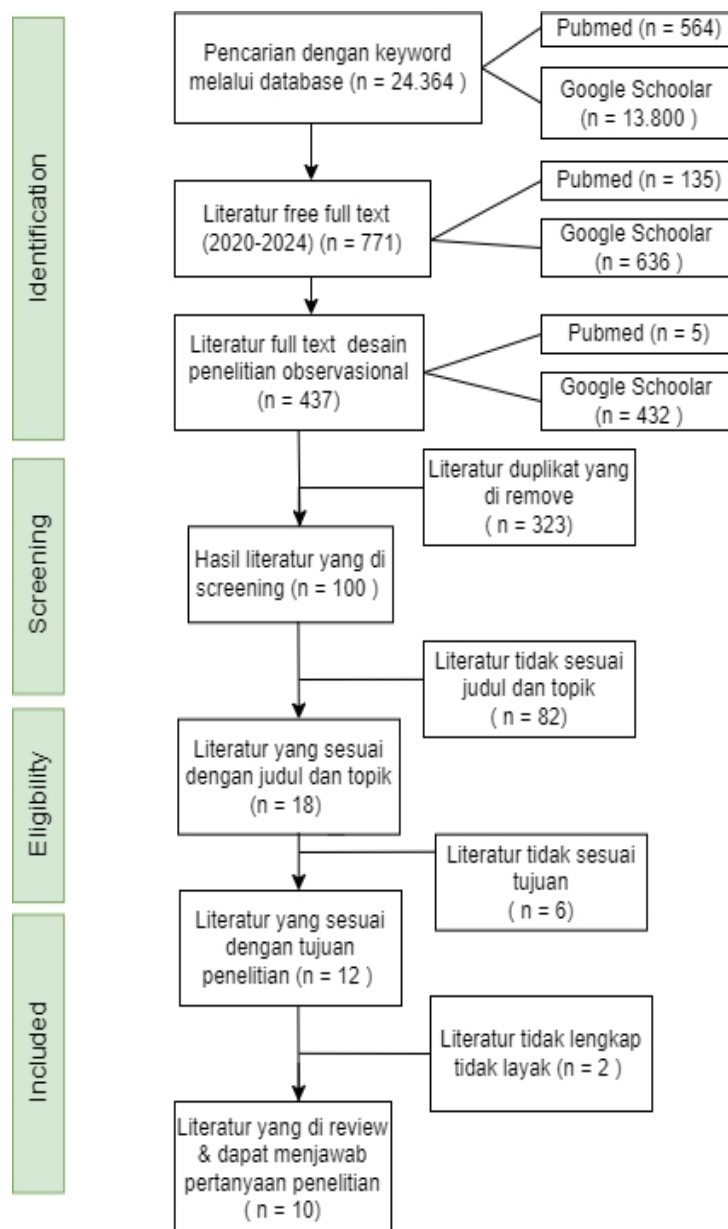 Identification
Pencarian dengan keyword
melalui database (n = 24.364 )
Pubmed (n = 564)
Google Schoolar
(n = 13.800 )
Literatur free full text
(2020-2024) (n = 771)
Pubmed (n = 135)
Google Schoolar
(n = 636 )
Literatur full text desain
penelitian observasional
(n = 437)
Pubmed (n = 5)
Google Schoolar
(n = 432 )
Screening
Literatur duplikat yang
di remove
( n = 323)
Hasil literatur yang di
screening (n = 100 )
Literatur tidak sesuai
judul dan topik
( n = 82)
Eligibility
Literatur yang sesuai
dengan judul dan topik
(n = 18)
Literatur tidak sesuai
tujuan
( n = 6)
Included
Literatur yang sesuai
dengan tujuan
penelitian (n = 12 )
Literatur tidak lengkap
tidak layak (n = 2 )
Literatur yang di review
& dapat menjawab
pertanyaan penelitian
( n = 10)